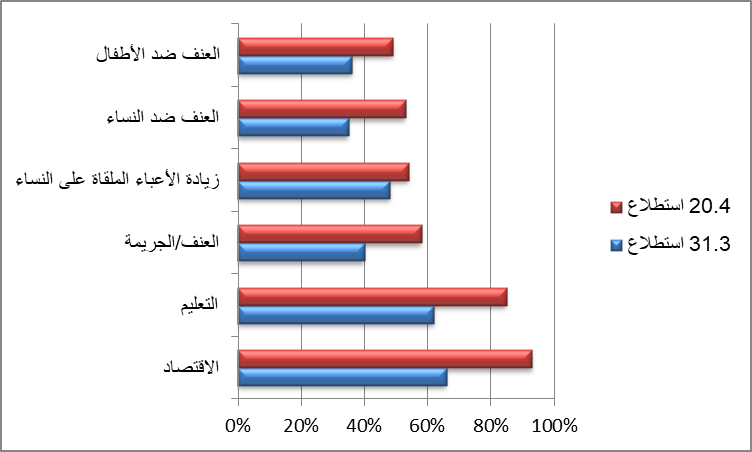 العنف ضد الأطفال
العنف ضد النساء
زيادة الأعباء الملقاة على النساء
العنف/الجريمة
التعليم
الاقتصاد
0% 20% 40% 60% 80% 100%
استطلاع 20.4
استطلاع 31.3